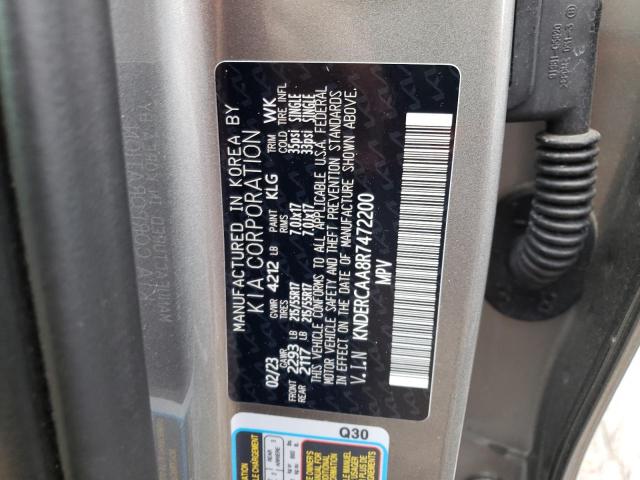 MANUFACTURED IN KOREA BY
KIA CORPORATION
02/23 GVWR 4212 LB PAINT KLG TRIM WK
GAWR TIRES RIMS COLD TIRE INFL
FRONT 2293 LB 215/55R17 7.0Jx17 35psi SINGLE
REAR 2117 LB 215/55R17 7.0Jx17 33psi SINGLE
THIS VEHICLE CONFORMS TO ALL APPLICABLE U.S.A FEDERAL
MOTOR VEHICLE SAFETY AND THEFT PREVENTION STANDARDS
IN EFFECT ON THE DATE OF MANUFACTURE SHOWN ABOVE.
V.I.N KNDERCAA8R7472200
MPV
Q30